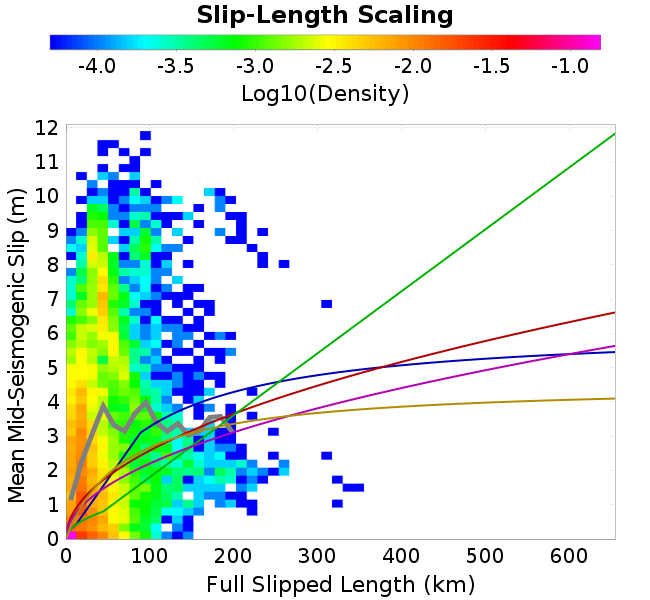 Slip-Length Scaling
-4.0 -3.5 -3.0 -2.5 -2.0 -1.5 -1.0
Log10(Density)
Mean Mid-Seismogenic Slip (m)
12
11
10
9
8
7
6
5
4
3
2
1
0
0 100 200 300 400 500 600
Full Slipped Length (km)